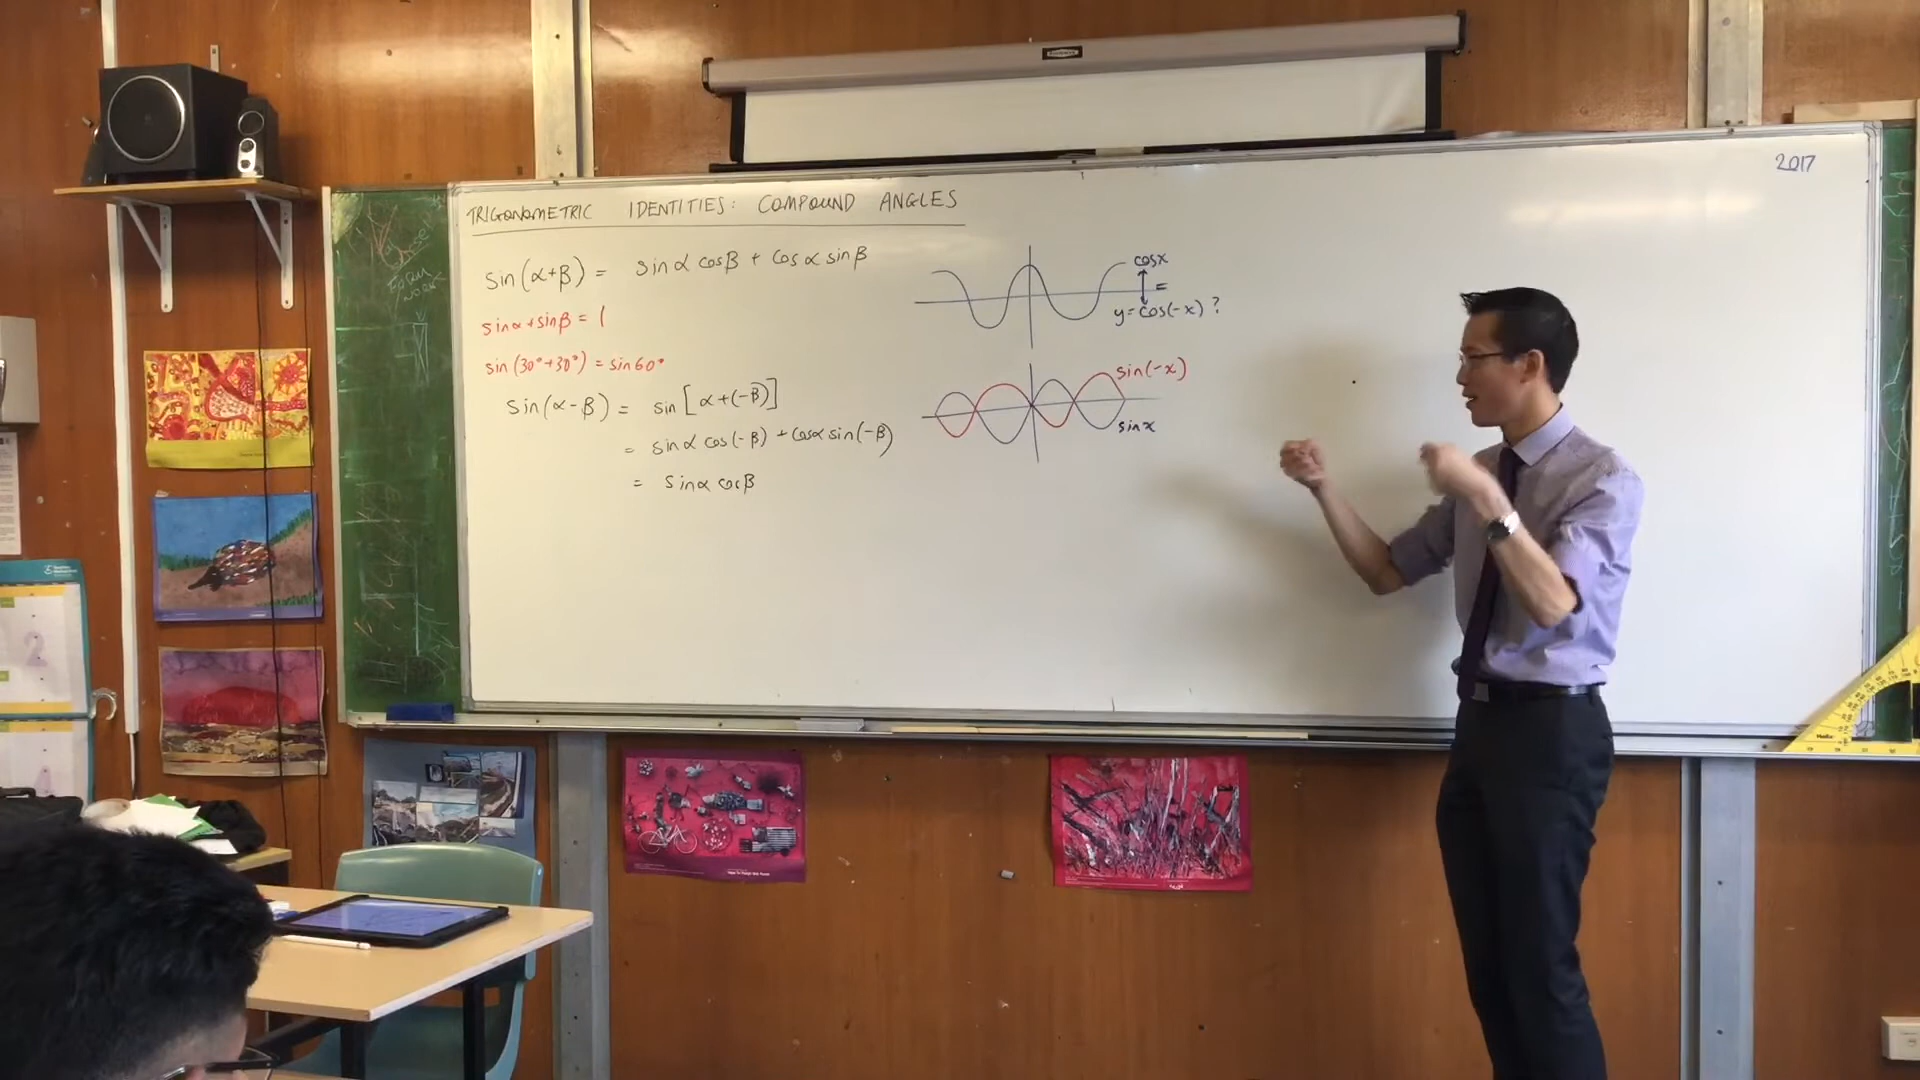 2017
TRIGONOMETRIC IDENTITIES: COMPOUND ANGLES
sin(α+β) = sinα cosβ + cosα sinβ
sinα + sinβ = 1
sin(30°+30°) = sin60°
sin(α-β) = sin[α+(-β)]
= sinα cos(-β) + cosα sin(-β)
= sinα cosβ
cosx
=
y=cos(-x) ?
sin(-x)
sinx
2